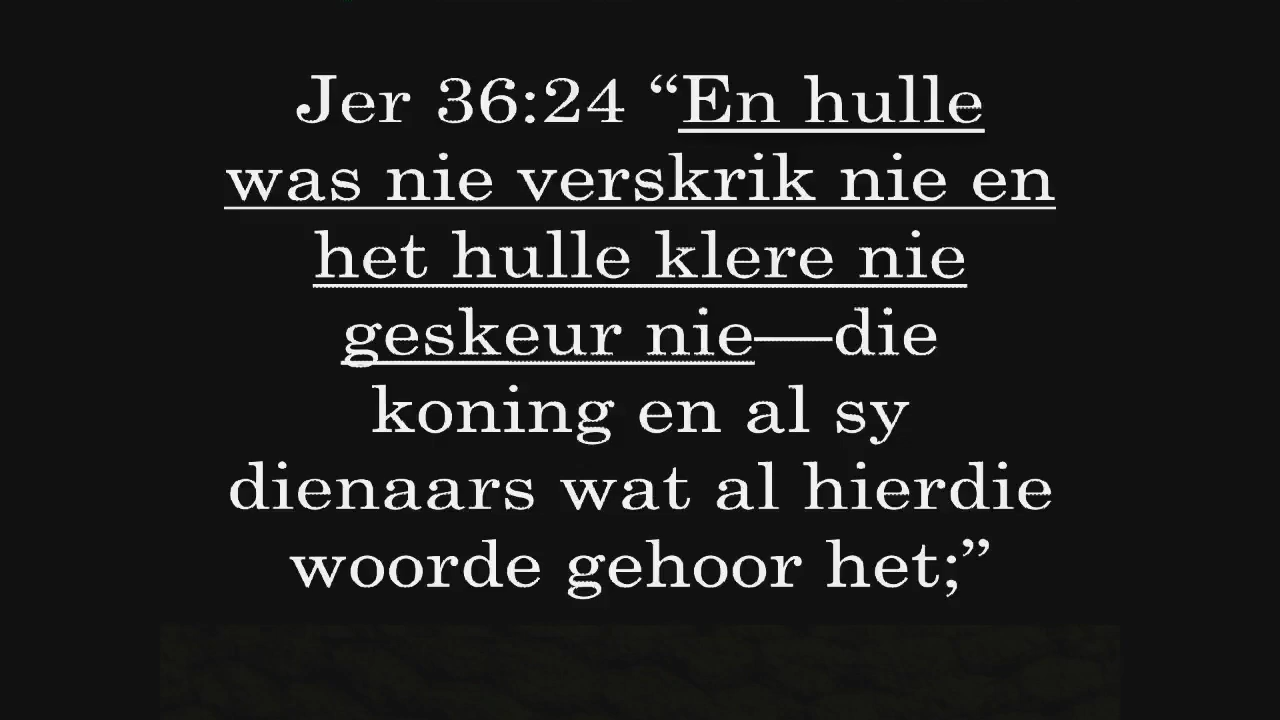 Jer 36:24 “En hulle
was nie verskrik nie en
het hulle klere nie
geskeur nie—die
koning en al sy
dienaars wat al hierdie
woorde gehoor het;”